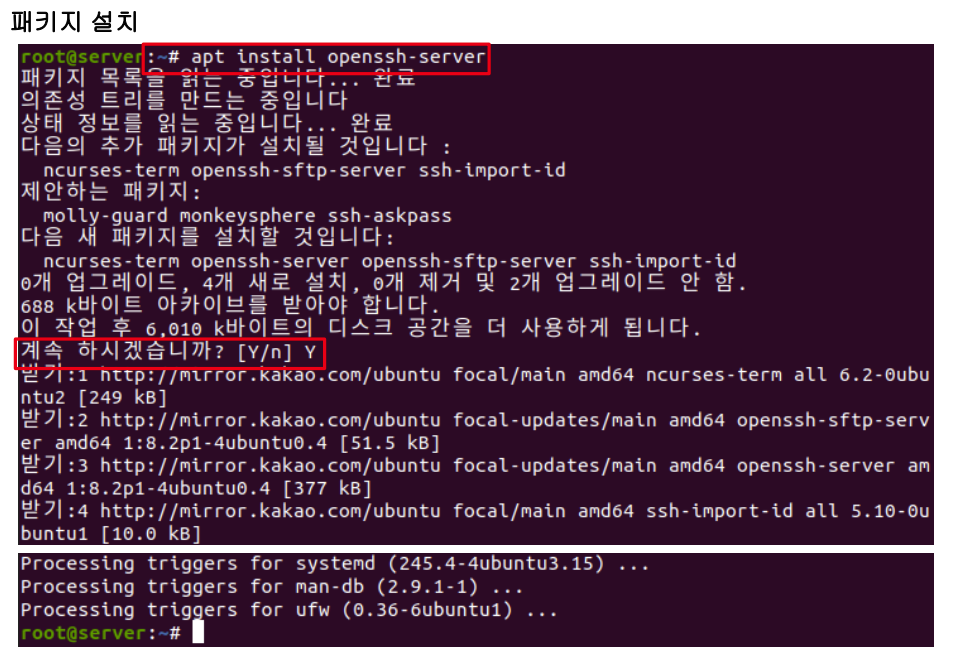 패키지 설치
root@server:~# apt install openssh-server
패키지 목록을 읽는 중입니다... 완료
의존성 트리를 만드는 중입니다
상태 정보를 읽는 중입니다... 완료
다음의 추가 패키지가 설치될 것입니다 :
ncurses-term openssh-sftp-server ssh-import-id
제안하는 패키지:
molly-guard monkeysphere ssh-askpass
다음 새 패키지를 설치할 것입니다:
ncurses-term openssh-server openssh-sftp-server ssh-import-id
0개 업그레이드, 4개 새로 설치, 0개 제거 및 2개 업그레이드 안 함.
688 k바이트 아카이브를 받아야 합니다.
이 작업 후 6,010 k바이트의 디스크 공간을 더 사용하게 됩니다.
계속 하시겠습니까? [Y/n] Y
받기:1 http://mirror.kakao.com/ubuntu focal/main amd64 ncurses-term all 6.2-0ubu
ntu2 [249 kB]
받기:2 http://mirror.kakao.com/ubuntu focal-updates/main amd64 openssh-sftp-serv
er amd64 1:8.2p1-4ubuntu0.4 [51.5 kB]
받기:3 http://mirror.kakao.com/ubuntu focal-updates/main amd64 openssh-server am
d64 1:8.2p1-4ubuntu0.4 [377 kB]
받기:4 http://mirror.kakao.com/ubuntu focal/main amd64 ssh-import-id all 5.10-0u
buntu1 [10.0 kB]
Processing triggers for systemd (245.4-4ubuntu3.15) ...
Processing triggers for man-db (2.9.1-1) ...
Processing triggers for ufw (0.36-6ubuntu1) ...
root@server:~#